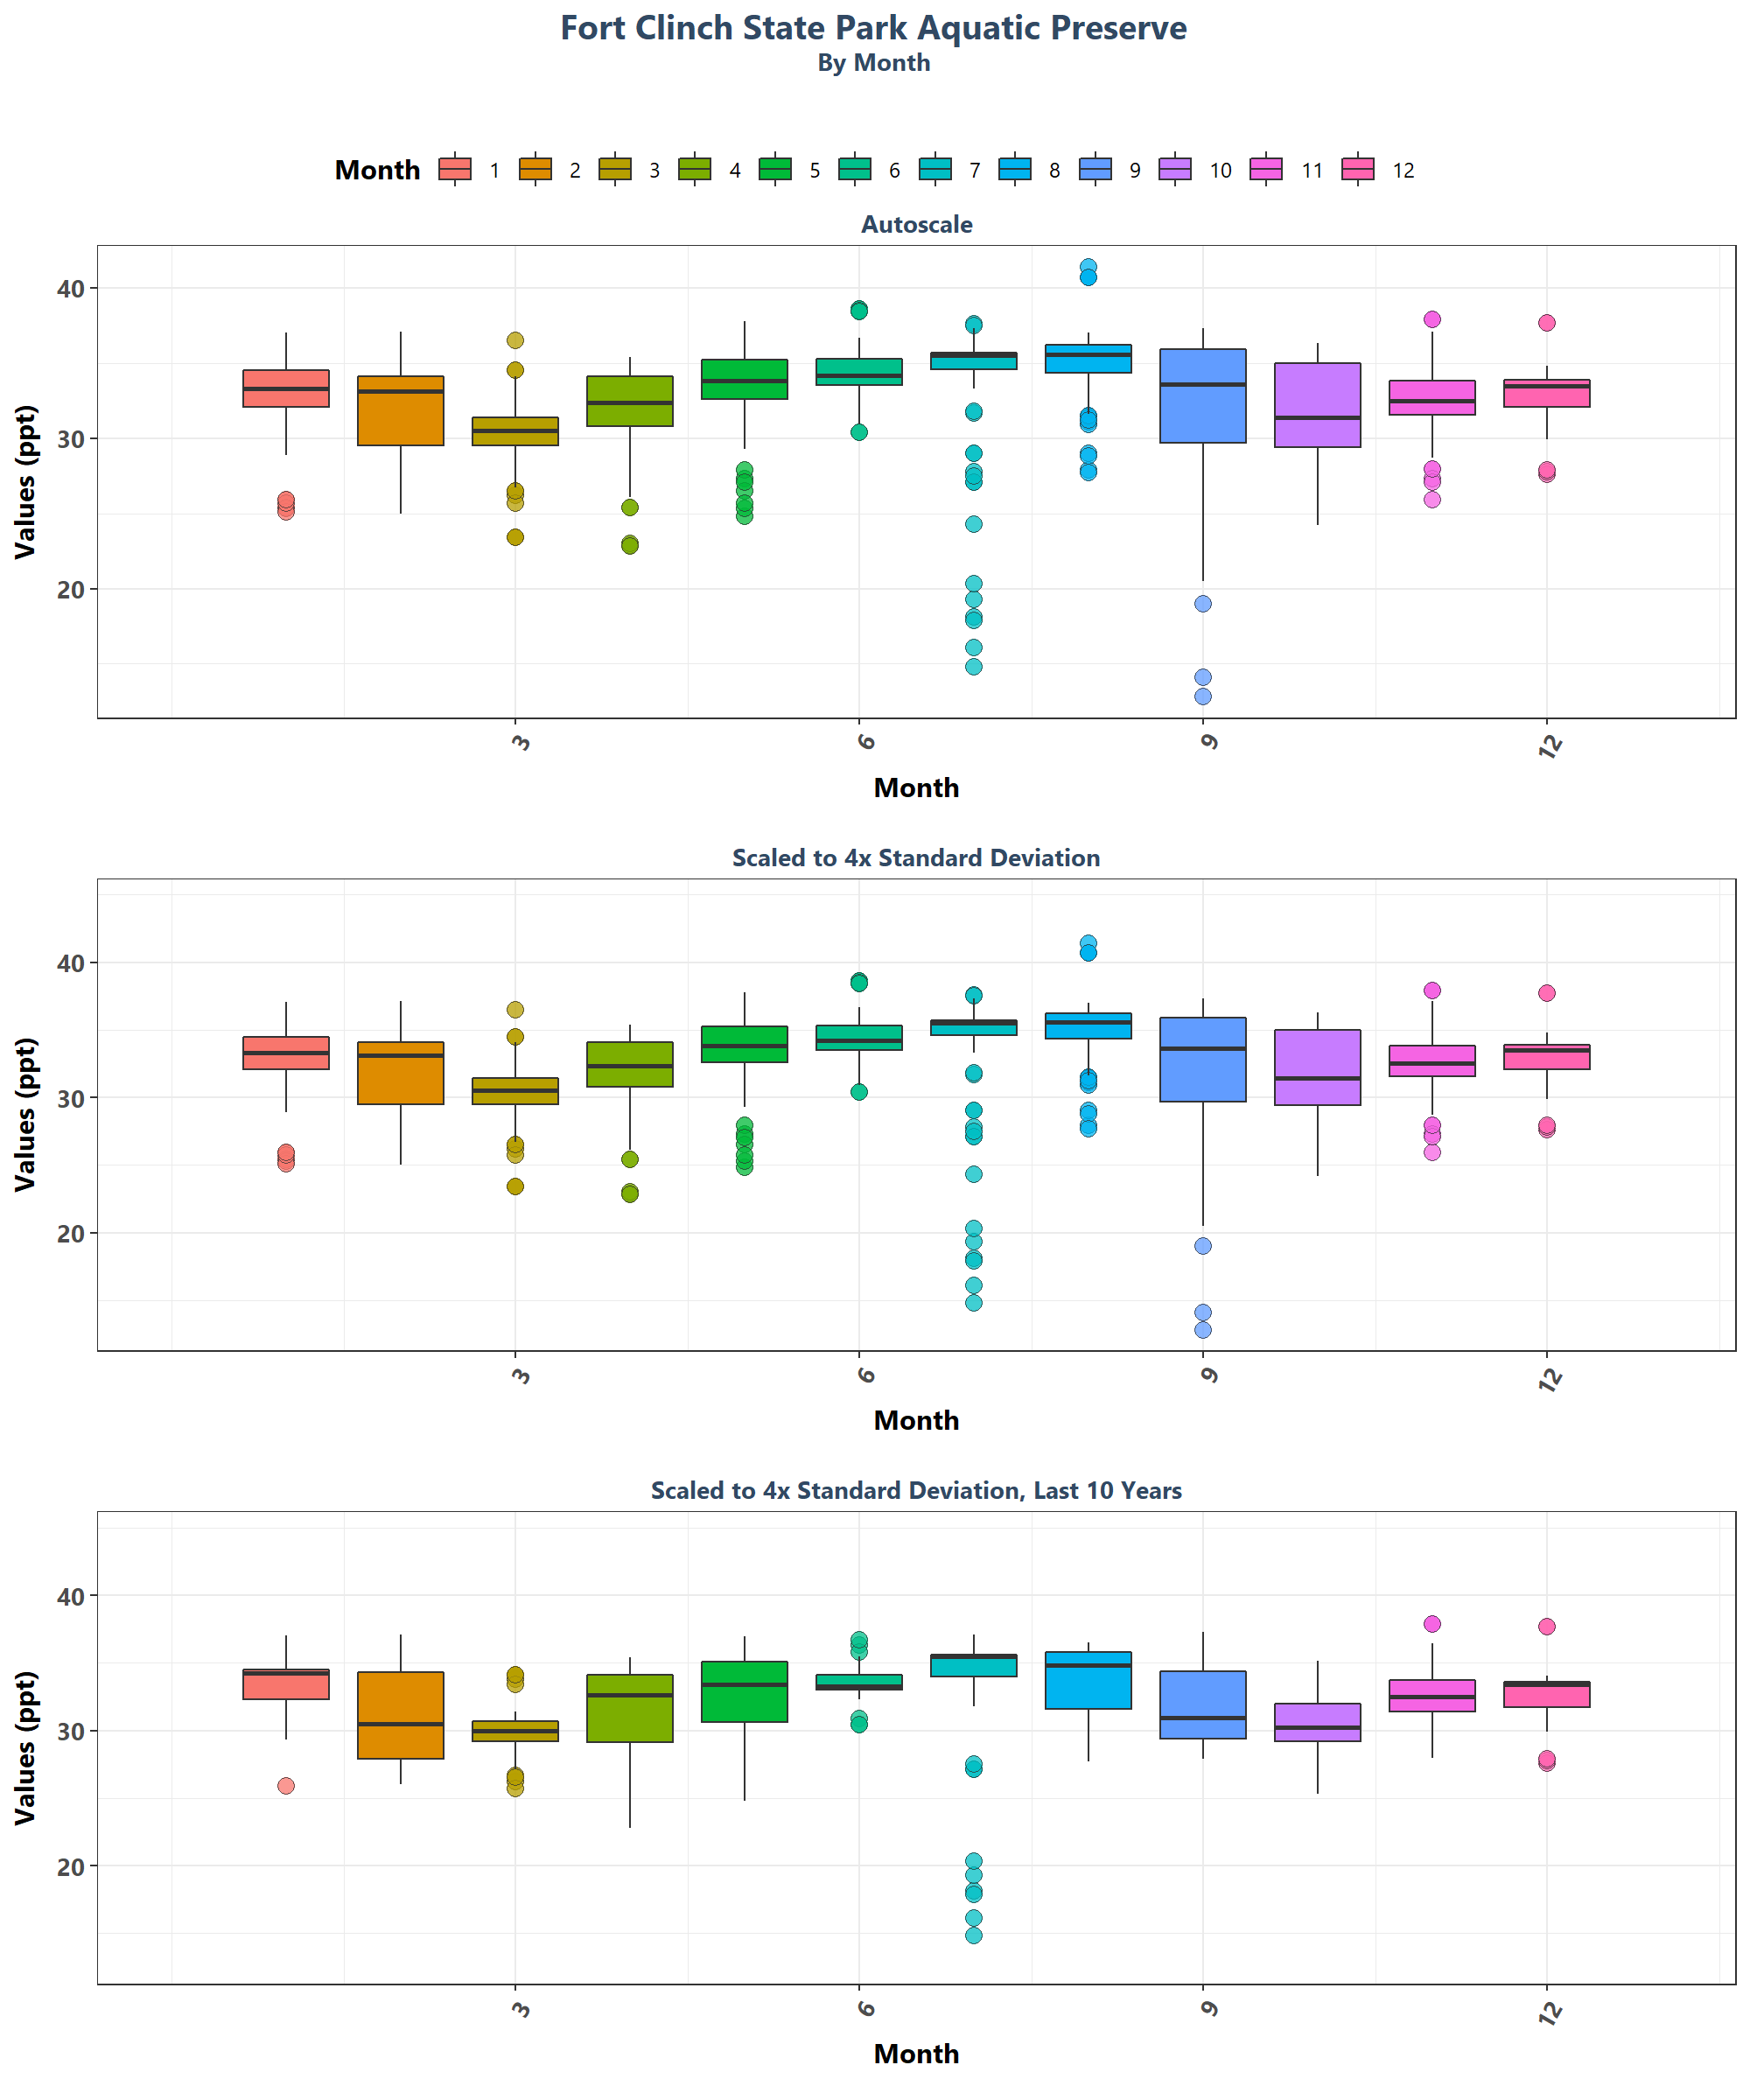 Fort Clinch State Park Aquatic Preserve
By Month
Month 1 2 3 4 5 6 7 8 9 10 11 12
Autoscale
Values (ppt)
40
30
20
3 6 9 12
Month
Scaled to 4x Standard Deviation
Values (ppt)
40
30
20
3 6 9 12
Month
Scaled to 4x Standard Deviation, Last 10 Years
Values (ppt)
40
30
20
3 6 9 12
Month